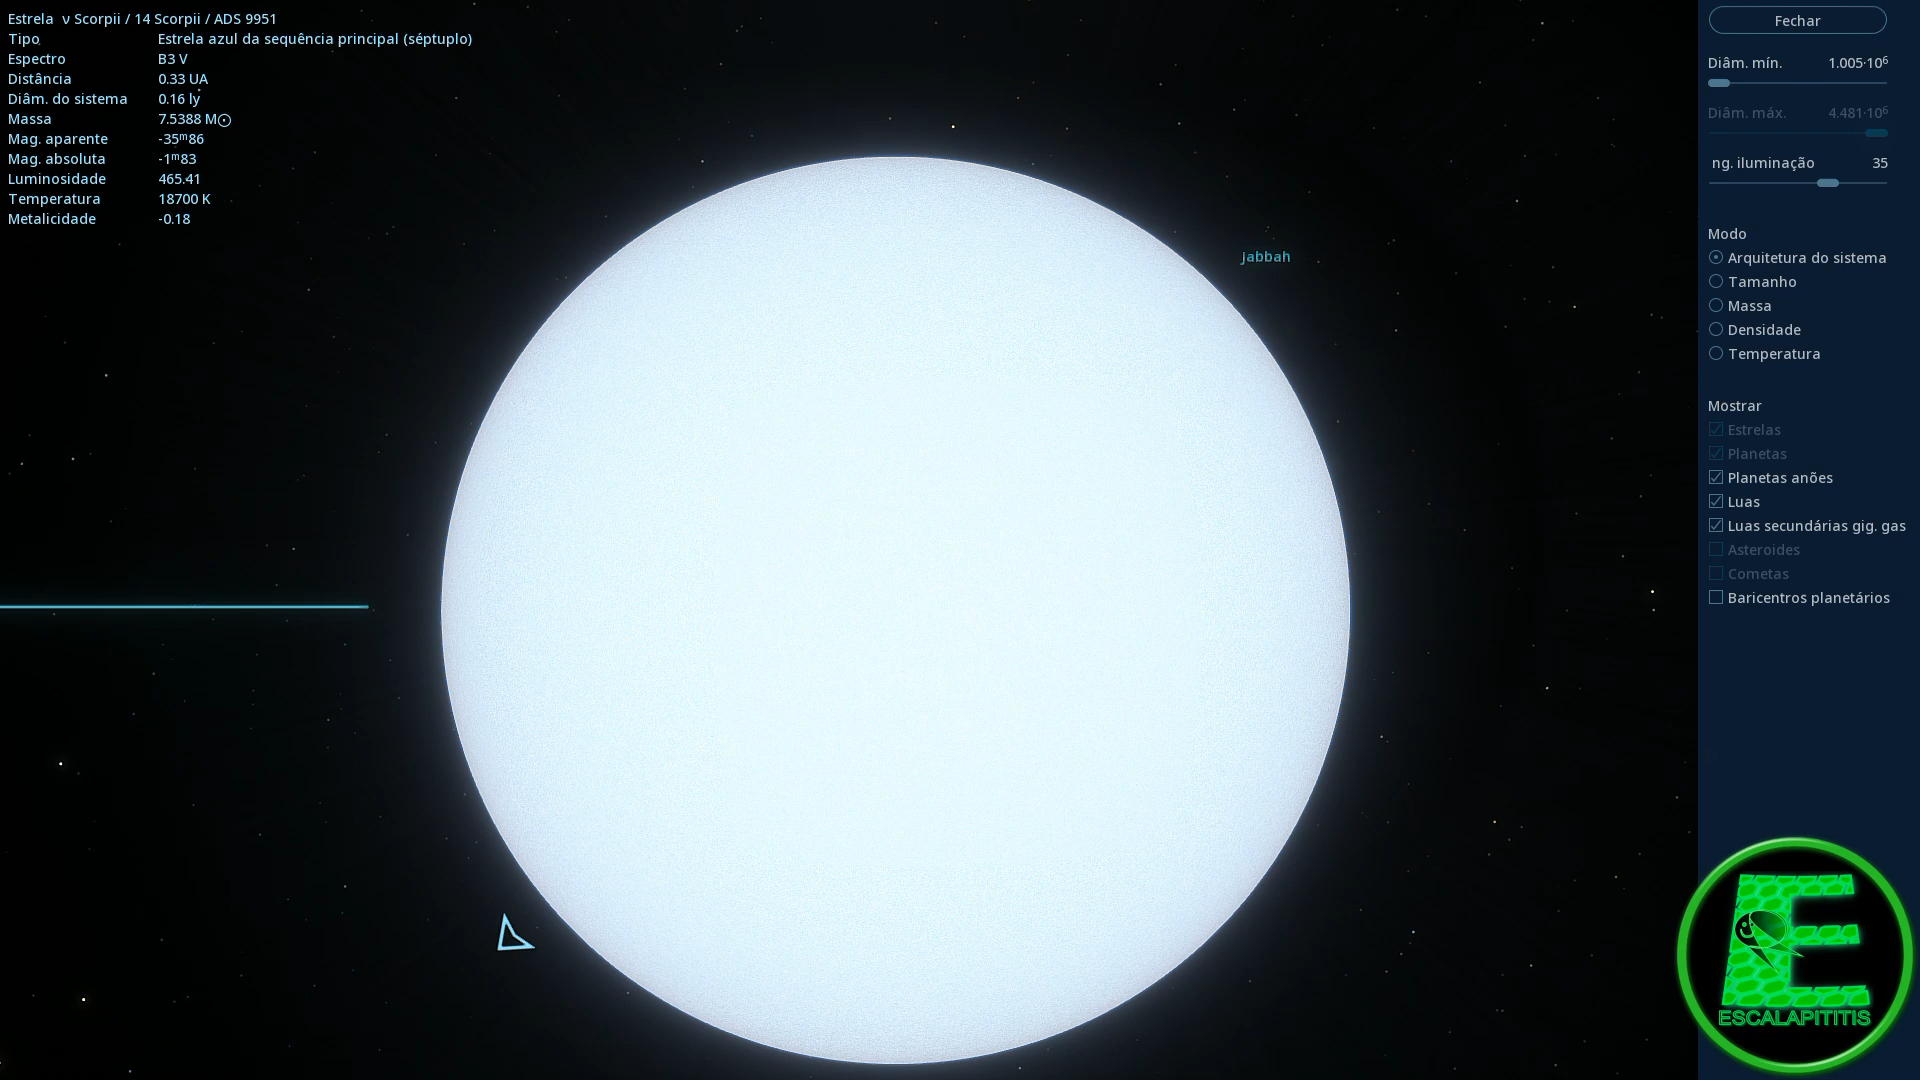 Estrela ν Scorpii / 14 Scorpii / ADS 9951
Tipo Estrela azul da sequência principal (séptuplo)
Espectro B3 V
Distância 0.33 UA
Diâm. do sistema 0.16 ly
Massa 7.5388 M☉
Mag. aparente -35ᵐ86
Mag. absoluta -1ᵐ83
Luminosidade 465.41
Temperatura 18700 K
Metalicidade -0.18
Jabbah
Fechar
Diâm. mín. 1.005·10⁶
Diâm. máx. 4.481·10⁶
ng. iluminação 35
Modo
Arquitetura do sistema
Tamanho
Massa
Densidade
Temperatura
Mostrar
Estrelas
Planetas
Planetas anões
Luas
Luas secundárias gig. gas
Asteroides
Cometas
Baricentros planetários
E
ESCALAPITITIS